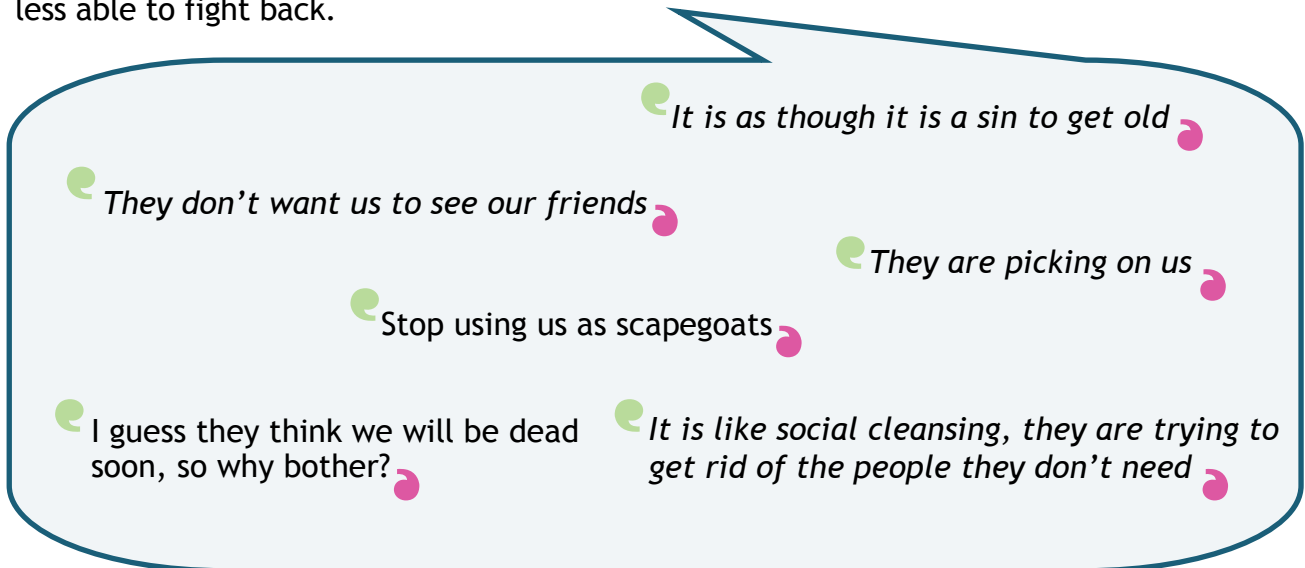 less able to fight back.
‘It is as though it is a sin to get old’
‘They don’t want us to see our friends’
‘They are picking on us’
‘Stop using us as scapegoats’
‘I guess they think we will be dead
soon, so why bother?’
‘It is like social cleansing, they are trying to
get rid of the people they don’t need’